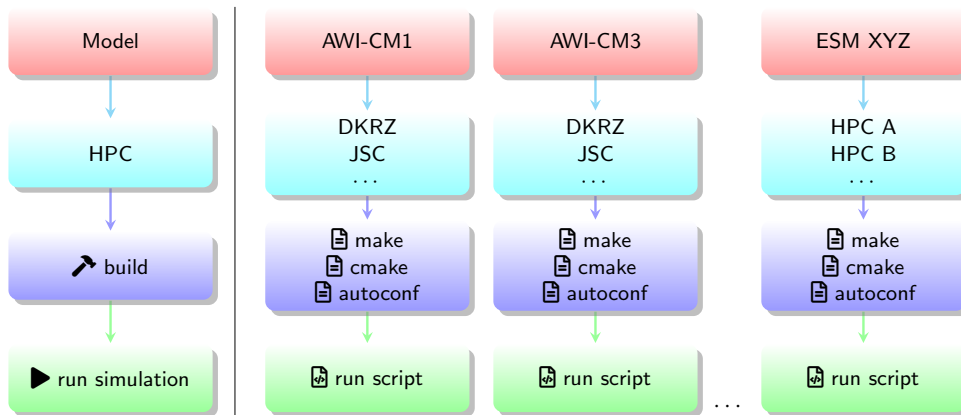 Model
HPC
build
run simulation
AWI-CM1
DKRZ
JSC
...
make
cmake
autoconf
run script
AWI-CM3
DKRZ
JSC
...
make
cmake
autoconf
run script
...
ESM XYZ
HPC A
HPC B
...
make
cmake
autoconf
run script